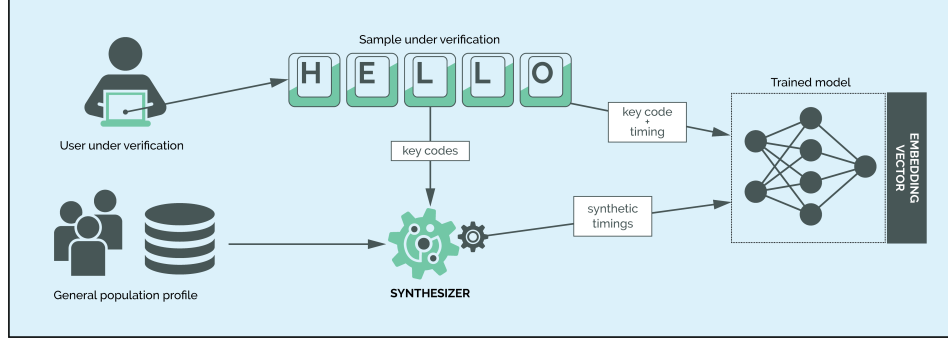 Sample under verification
H E L L O
Trained model
key code
+
timing
User under verification
key codes
EMBEDDING
VECTOR
synthetic
timings
General population profile
SYNTHESIZER